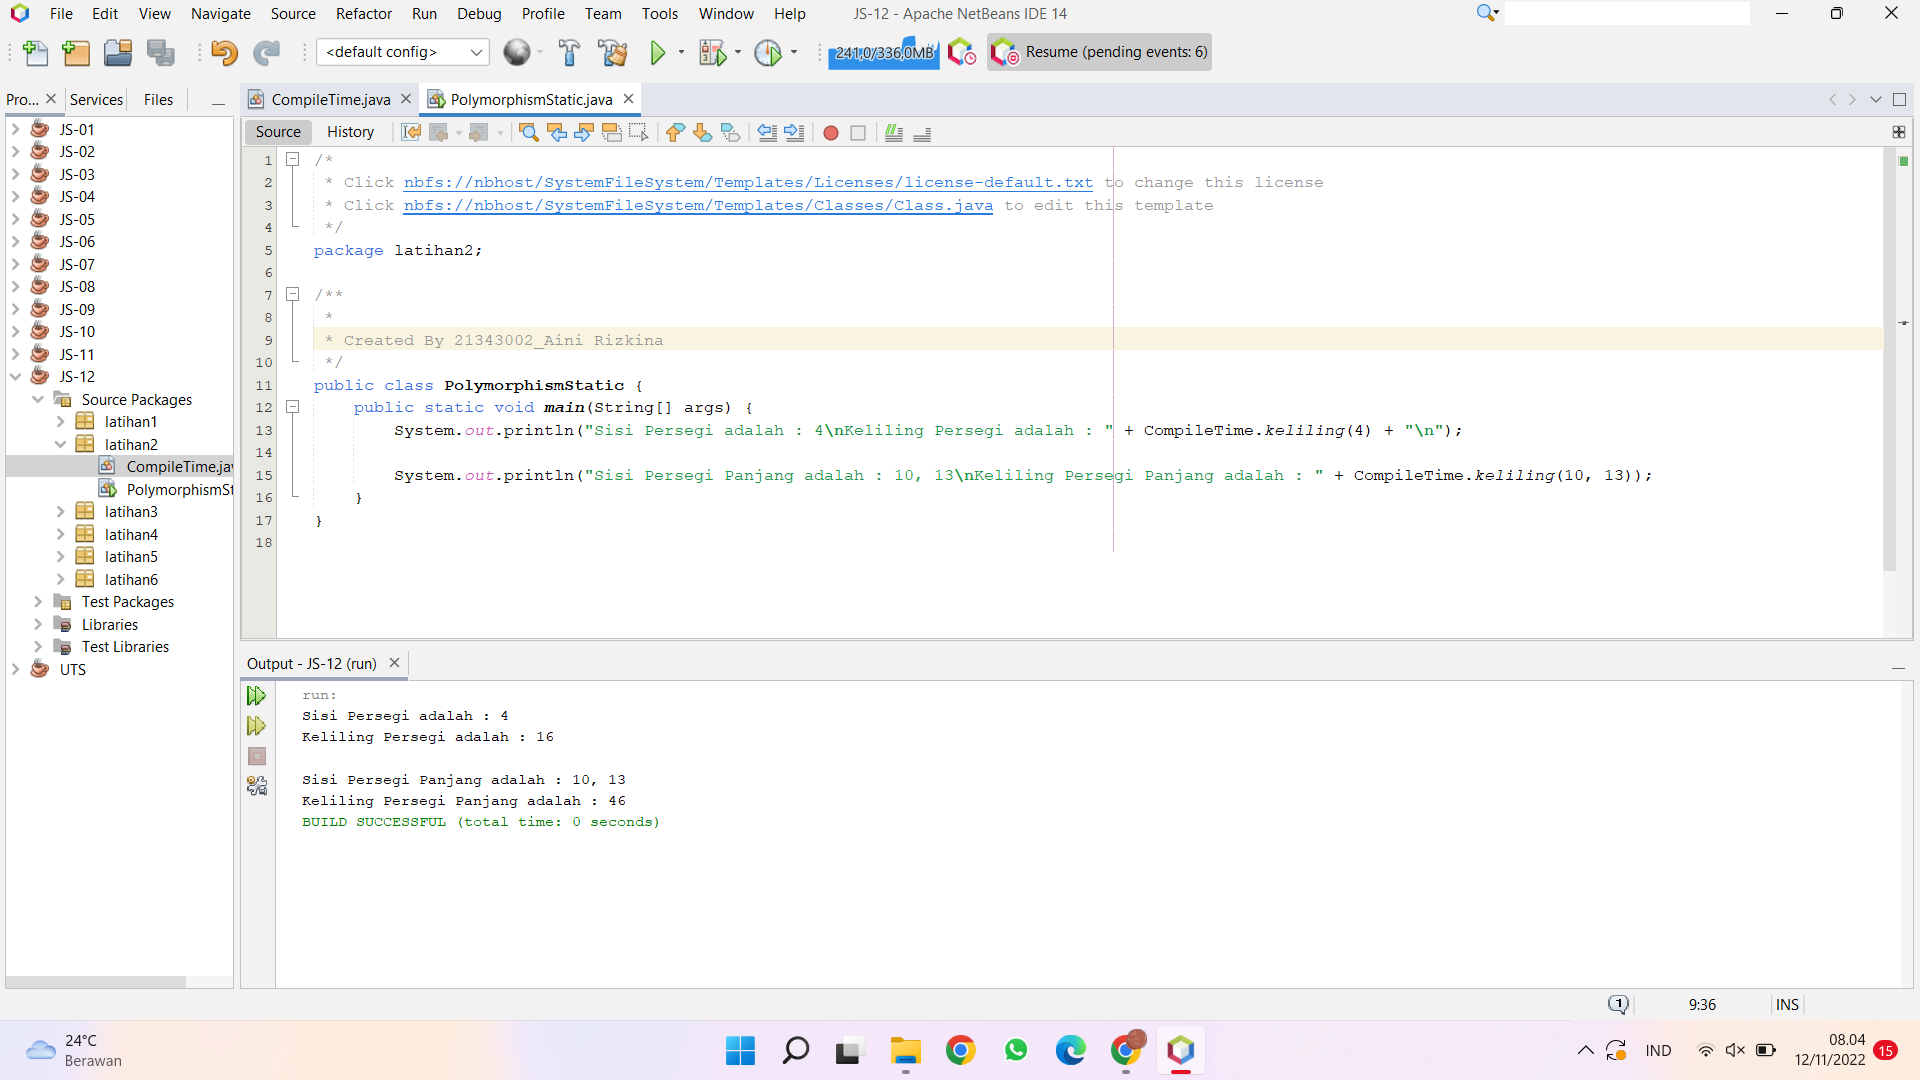 File Edit View Navigate Source Refactor Run Debug Profile Team Tools Window Help JS-12 - Apache NetBeans IDE 14
<default config> 241,0/336,0MB Resume (pending events: 6)
Pro... Services Files CompileTime.java PolymorphismStatic.java
Source History
JS-01
JS-02
JS-03
JS-04
JS-05
JS-06
JS-07
JS-08
JS-09
JS-10
JS-11
JS-12
Source Packages
latihan1
latihan2
CompileTime.jav
PolymorphismSt
latihan3
latihan4
latihan5
latihan6
Test Packages
Libraries
Test Libraries
UTS
1 /*
2 * Click nbfs://nbhost/SystemFileSystem/Templates/Licenses/license-default.txt to change this license
3 * Click nbfs://nbhost/SystemFileSystem/Templates/Classes/Class.java to edit this template
4 */
5 package latihan2;
6
7 /**
8 *
9 * Created By 21343002_Aini Rizkina
10 */
11 public class PolymorphismStatic {
12 public static void main(String[] args) {
13 System.out.println("Sisi Persegi adalah : 4\nKeliling Persegi adalah : " + CompileTime.keliling(4) + "\n");
14
15 System.out.println("Sisi Persegi Panjang adalah : 10, 13\nKeliling Persegi Panjang adalah : " + CompileTime.keliling(10, 13));
16 }
17 }
18
Output - JS-12 (run)
run:
Sisi Persegi adalah : 4
Keliling Persegi adalah : 16
Sisi Persegi Panjang adalah : 10, 13
Keliling Persegi Panjang adalah : 46
BUILD SUCCESSFUL (total time: 0 seconds)
1 9:36 INS
24°C
Berawan
IND
08.04
12/11/2022
15